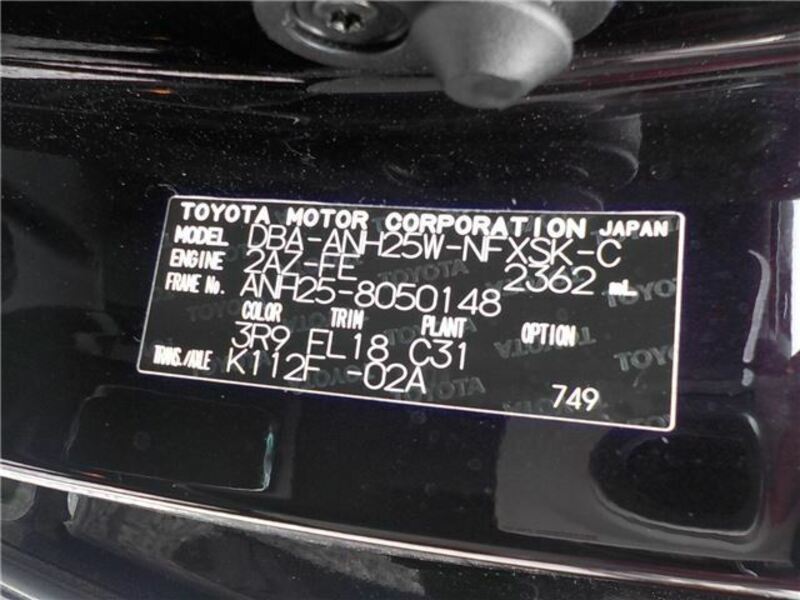 TOYOTA MOTOR CORPORATION JAPAN
MODEL DBA-ANH25W-NFXSK-C
ENGINE 2AZ-FE 2362 mL
FRAME No. ANH25-8050148
COLOR TRIM PLANT OPTION
3R9 FL18 C31
TRANS./AXLE K112F -02A
749